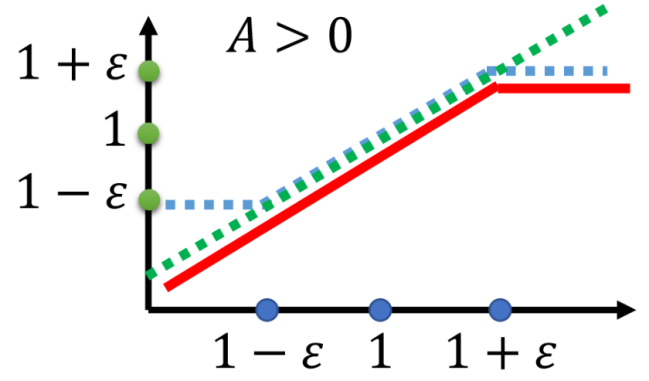 A > 0
1 + ε
1
1 − ε
1 − ε 1 1 + ε